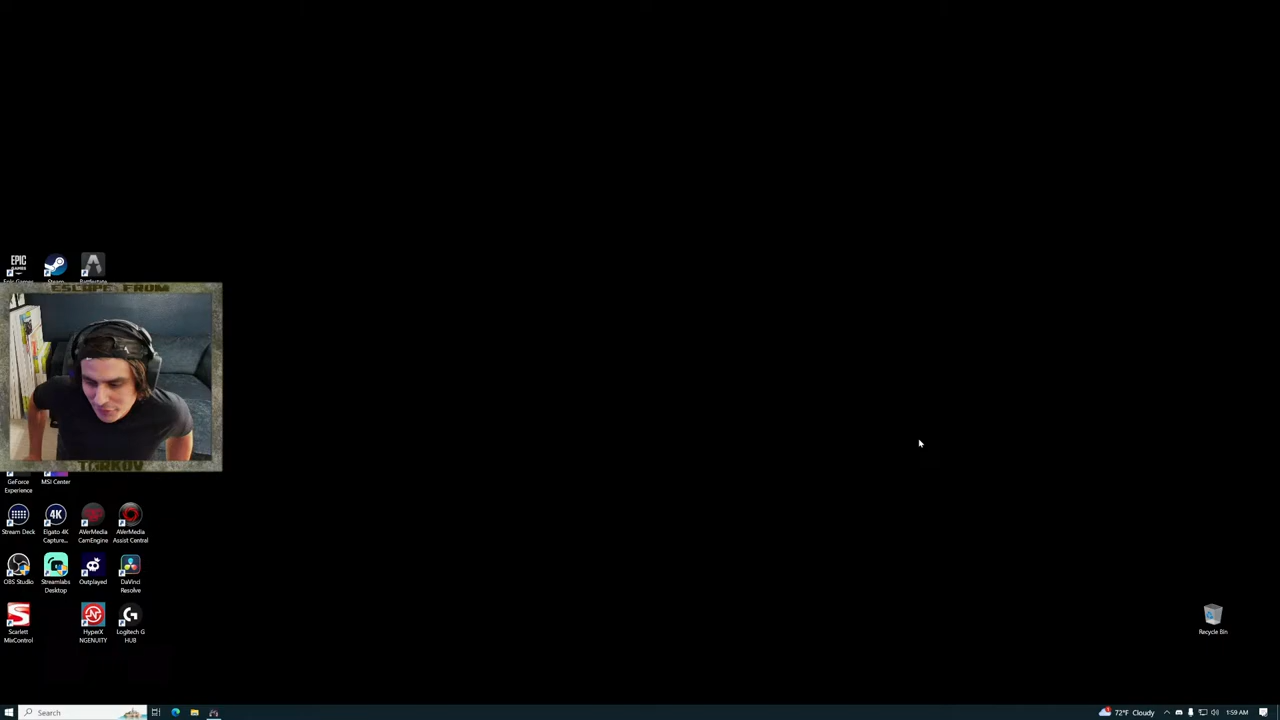 EPIC
GAMES
Epic Games
Steam
Battlestate
ESCAPE FROM
TARKOV
GeForce
Experience
MSI Center
4K
Stream Deck
Elgato 4K
Capture...
AVerMedia
CamEngine
AVerMedia
Assist Central
OBS Studio
Streamlabs
Desktop
Outplayed
DaVinci
Resolve
Scarlett
MixControl
HyperX
NGENUITY
Logitech G
HUB
Recycle Bin
Search
72°F Cloudy
1:59 AM